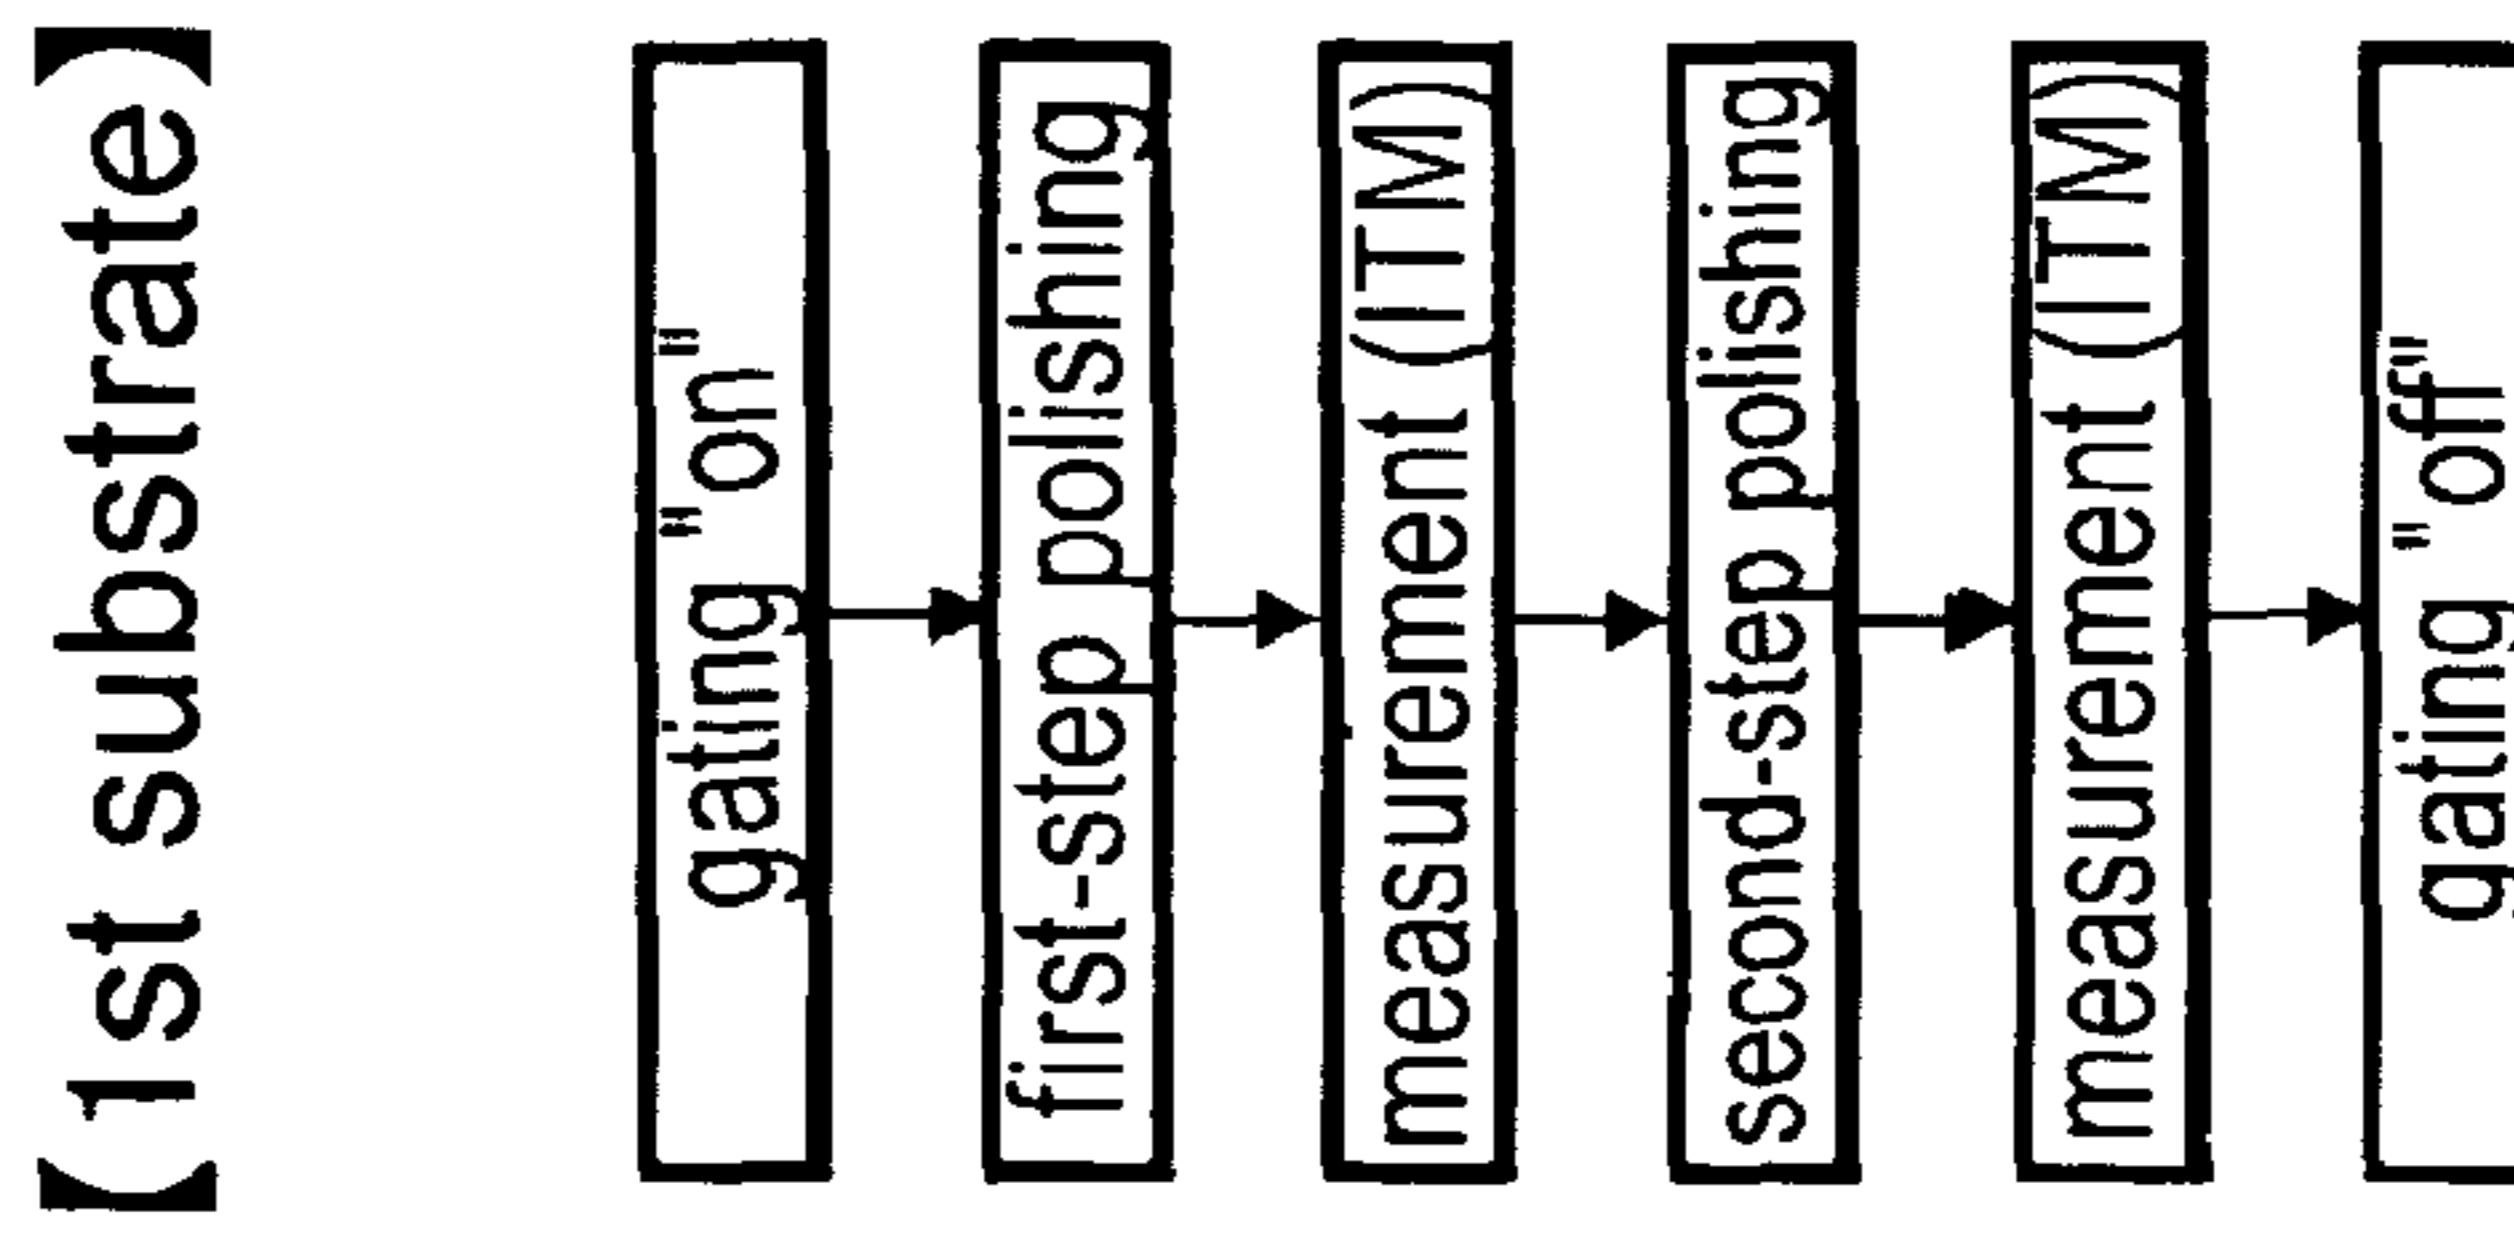 【1st substrate】
gating "on"
first-step polishing
measurement (ITM)
second-step polishing
measurement (ITM)
gating "off"